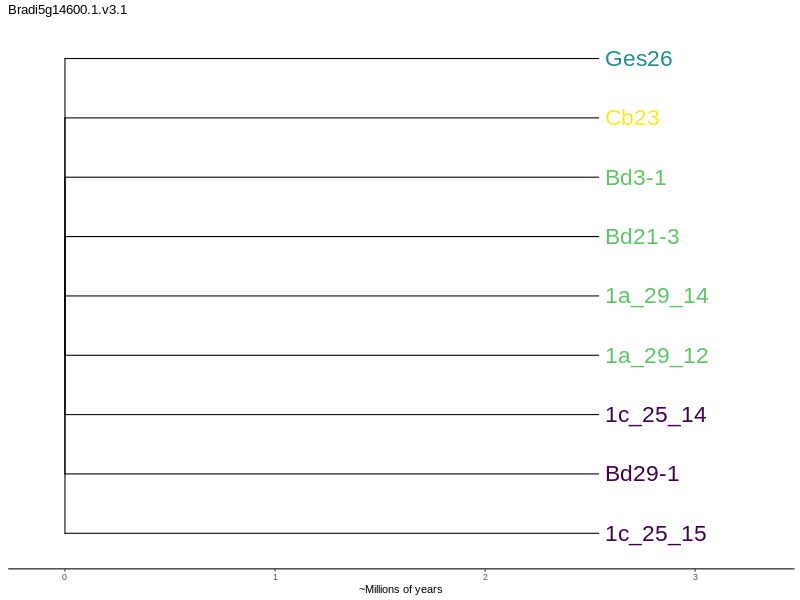 Bradi5g14600.1.v3.1
Ges26
Cb23
Bd3-1
Bd21-3
1a_29_14
1a_29_12
1c_25_14
Bd29-1
1c_25_15
0 1 2 3
~Millions of years